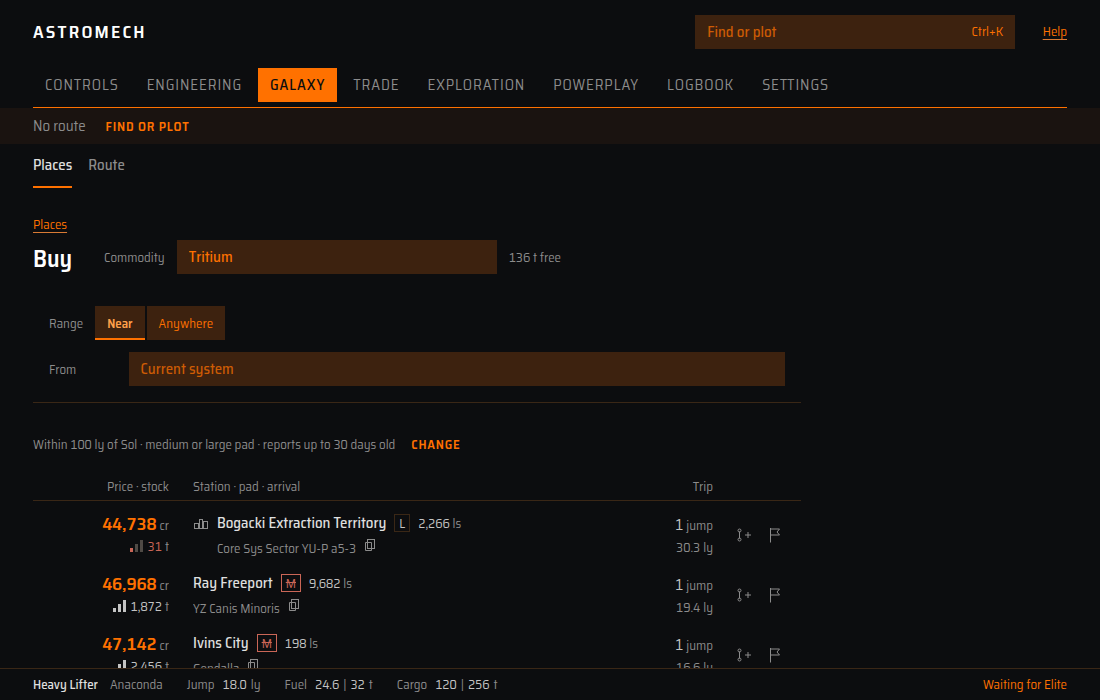 ASTROMECH
Find or plot Ctrl+K Help
CONTROLS ENGINEERING GALAXY TRADE EXPLORATION POWERPLAY LOGBOOK SETTINGS
No route FIND OR PLOT
Places Route
Places
Buy Commodity Tritium 136 t free
Range Near Anywhere
From Current system
Within 100 ly of Sol · medium or large pad · reports up to 30 days old CHANGE
Price · stock Station · pad · arrival Trip
44,738 cr Bogacki Extraction Territory L 2,266 ls 1 jump
31 t Core Sys Sector YU-P a5-3 30.3 ly
46,968 cr Ray Freeport M 9,682 ls 1 jump
1,872 t YZ Canis Minoris 19.4 ly
47,142 cr Ivins City M 198 ls 1 jump
2,456 t 16.6 ly
Heavy Lifter Anaconda Jump 18.0 ly Fuel 24.6 | 32 t Cargo 120 | 256 t Waiting for Elite